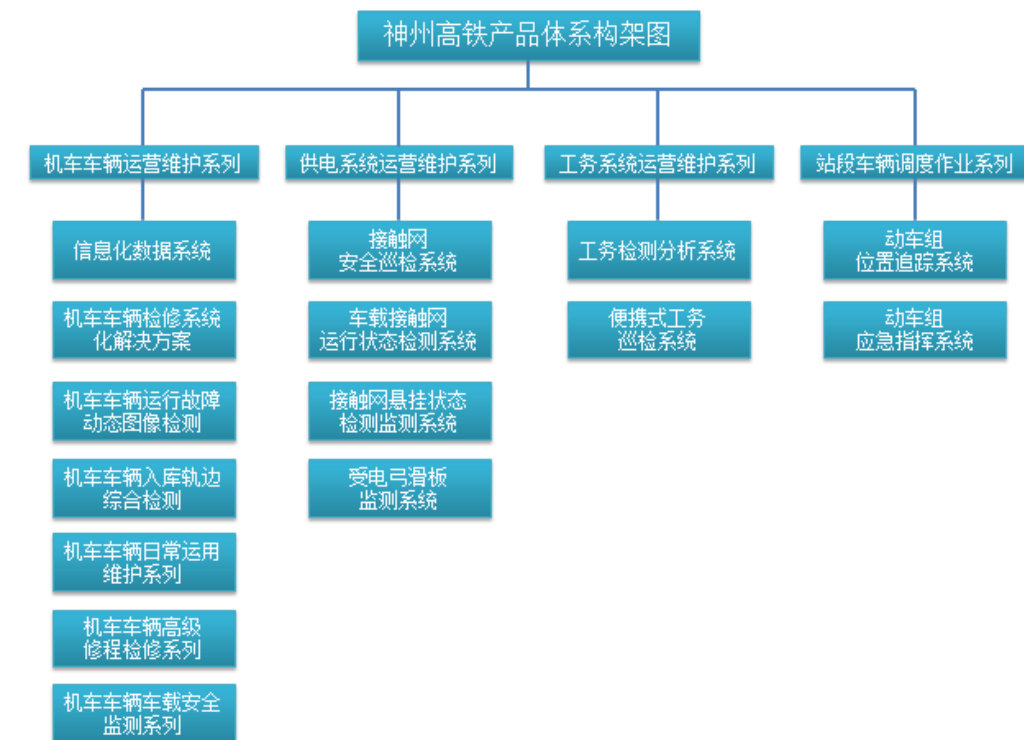 神州高铁产品体系构架图
机车车辆运营维护系列
供电系统运营维护系列
工务系统运营维护系列
站段车辆调度作业系列
信息化数据系统
机车车辆检修系统
化解决方案
机车车辆运行故障
动态图像检测
机车车辆入库轨边
综合检测
机车车辆日常运用
维护系列
机车车辆高级
修程检修系列
机车车辆车载安全
监测系列
接触网
安全巡检系统
车载接触网
运行状态检测系统
接触网悬挂状态
检测监测系统
受电弓滑板
监测系统
工务检测分析系统
便携式工务
巡检系统
动车组
位置追踪系统
动车组
应急指挥系统